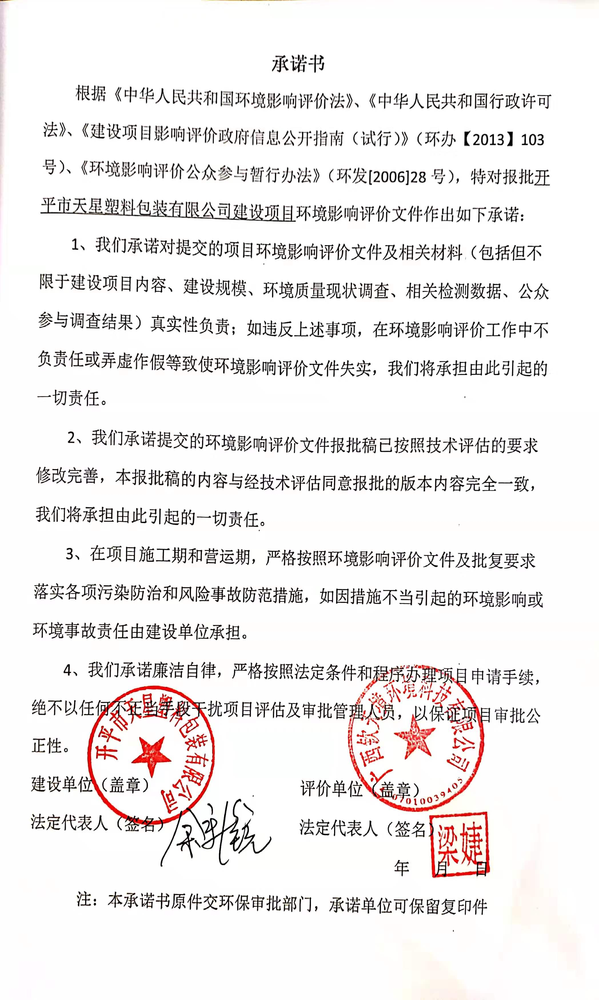 承诺书
根据《中华人民共和国环境影响评价法》、《中华人民共和国行政许可
法》、《建设项目影响评价政府信息公开指南（试行）》（环办【2013】103
号）、《环境影响评价公众参与暂行办法》（环发[2006]28 号），特对报批开
平市天星塑料包装有限公司建设项目环境影响评价文件作出如下承诺：
1、我们承诺对提交的项目环境影响评价文件及相关材料（包括但不
限于建设项目内容、建设规模、环境质量现状调查、相关检测数据、公众
参与调查结果）真实性负责；如违反上述事项，在环境影响评价工作中不
负责任或弄虚作假等致使环境影响评价文件失实，我们将承担由此引起的
一切责任。
2、我们承诺提交的环境影响评价文件报批稿已按照技术评估的要求
修改完善，本报批稿的内容与经技术评估同意报批的版本内容完全一致，
我们将承担由此引起的一切责任。
3、在项目施工期和营运期，严格按照环境影响评价文件及批复要求
落实各项污染防治和风险事故防范措施，如因措施不当引起的环境影响或
环境事故责任由建设单位承担。
4、我们承诺廉洁自律，严格按照法定条件和程序办理项目申请手续，
绝不以任何不正当手段干扰项目评估及审批管理人员，以保证项目审批公
正性。
开平市天星塑料包装有限公司
环境科技有限公司
建设单位（盖章）
评价单位（盖章）
法定代表人（签名）
法定代表人（签名）
梁婕
年 月 日
注：本承诺书原件交环保审批部门，承诺单位可保留复印件